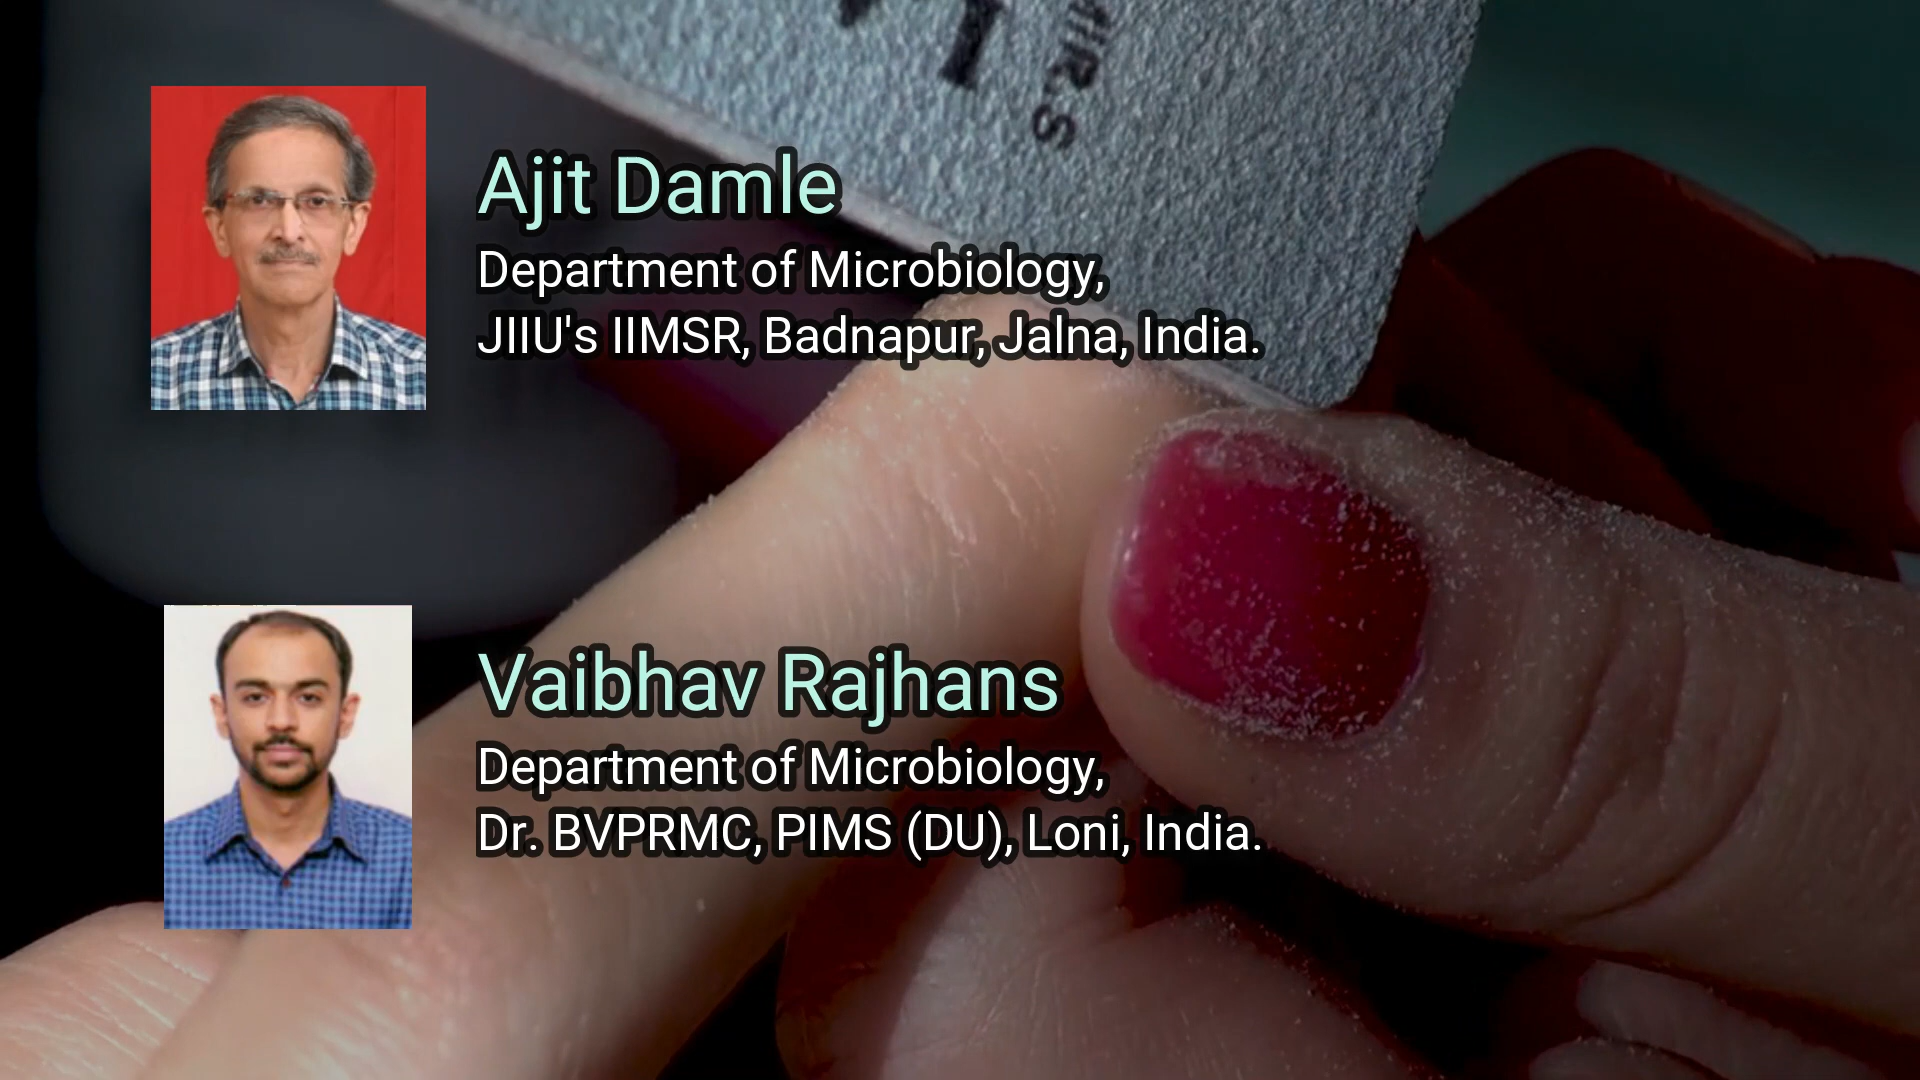 Ajit Damle
Department of Microbiology,
JIIU's IIMSR, Badnapur, Jalna, India.
Vaibhav Rajhans
Department of Microbiology,
Dr. BVPRMC, PIMS (DU), Loni, India.